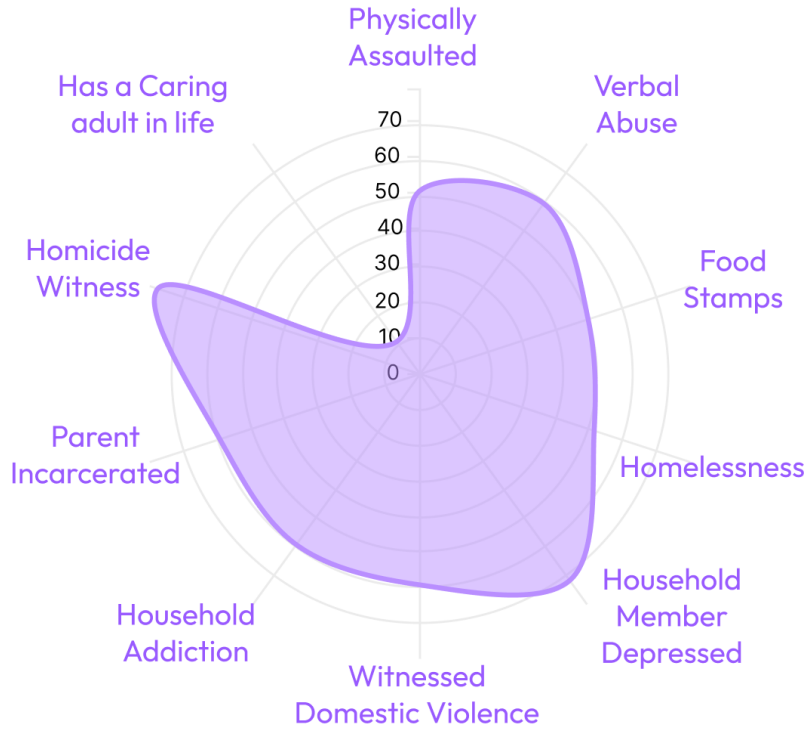 Physically
Assaulted
Has a Caring
adult in life
Verbal
Abuse
70
60
50
40
30
20
10
0
Homicide
Witness
Food
Stamps
Parent
Incarcerated
Homelessness
Household
Addiction
Household
Member
Depressed
Witnessed
Domestic Violence